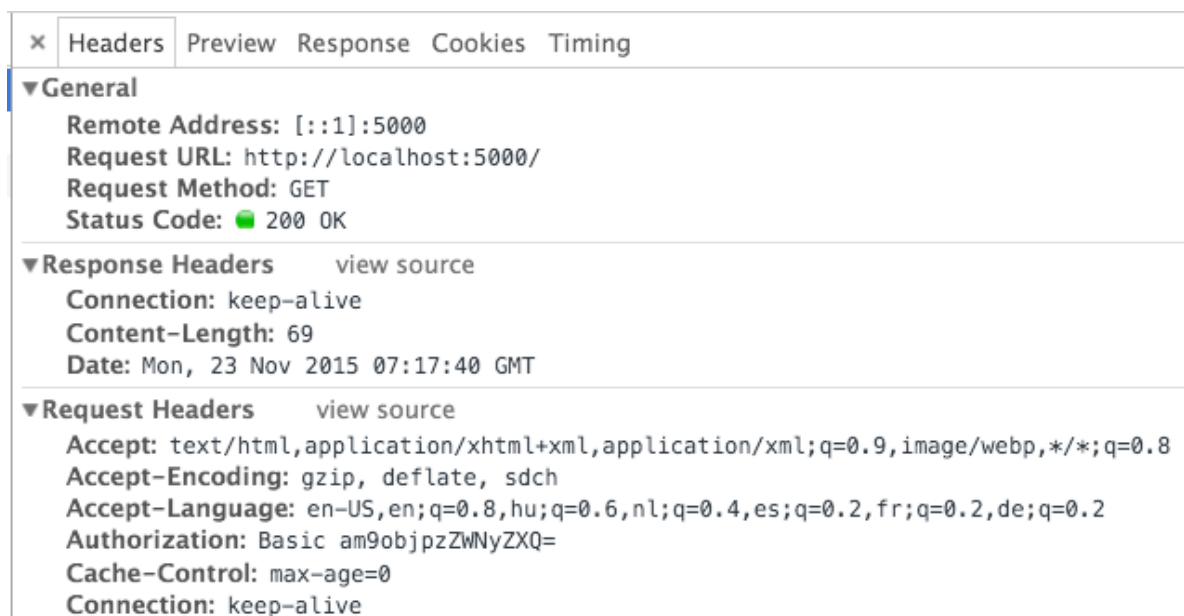 × Headers Preview Response Cookies Timing
▼General
Remote Address: [::1]:5000
Request URL: http://localhost:5000/
Request Method: GET
Status Code: 200 OK
▼Response Headers view source
Connection: keep-alive
Content-Length: 69
Date: Mon, 23 Nov 2015 07:17:40 GMT
▼Request Headers view source
Accept: text/html,application/xhtml+xml,application/xml;q=0.9,image/webp,*/*;q=0.8
Accept-Encoding: gzip, deflate, sdch
Accept-Language: en-US,en;q=0.8,hu;q=0.6,nl;q=0.4,es;q=0.2,fr;q=0.2,de;q=0.2
Authorization: Basic am9objpzZWNyZXQ=
Cache-Control: max-age=0
Connection: keep-alive